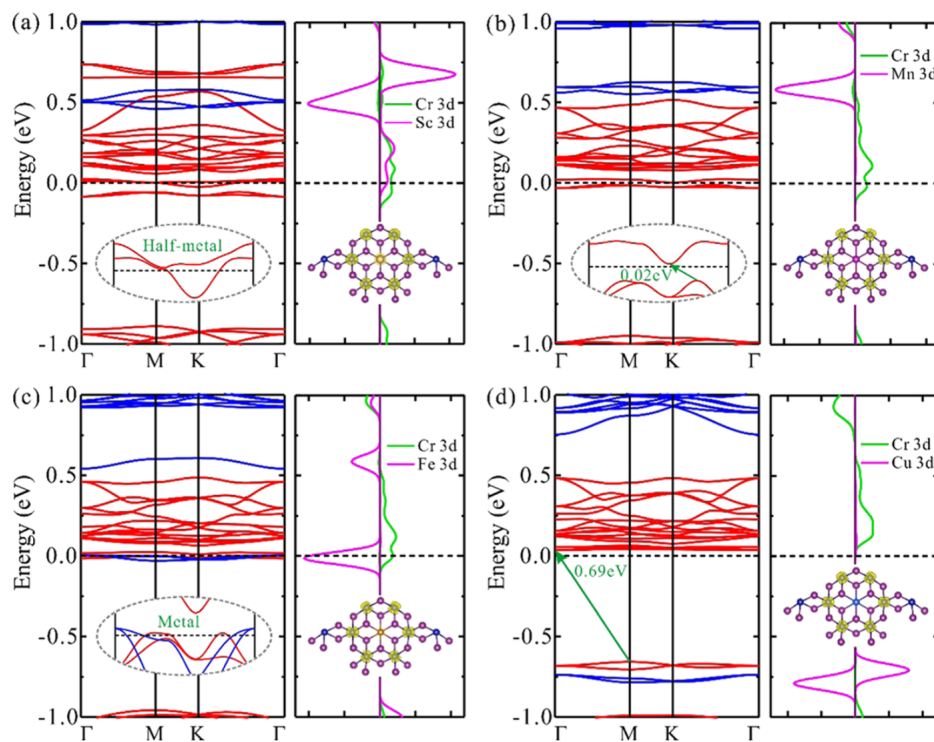 (a)
Energy (eV)
1.0
0.5
0.0
-0.5
-1.0
Half-metal
Γ M K Γ
Cr 3d
Sc 3d
(b)
Energy (eV)
1.0
0.5
0.0
-0.5
-1.0
0.02eV
Γ M K Γ
Cr 3d
Mn 3d
(c)
Energy (eV)
1.0
0.5
0.0
-0.5
-1.0
Metal
Γ M K Γ
Cr 3d
Fe 3d
(d)
Energy (eV)
1.0
0.5
0.0
-0.5
-1.0
0.69eV
Γ M K Γ
Cr 3d
Cu 3d